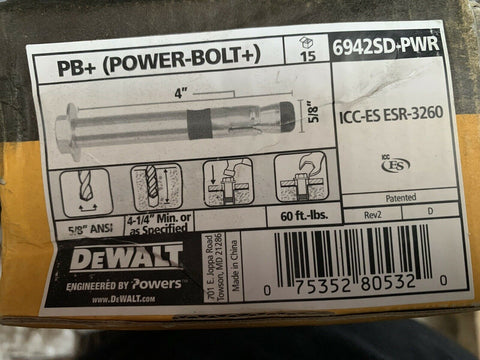 PB+ (POWER-BOLT+)
15
6942SD-PWR
4"
5/8"
ICC-ES ESR-3260
ICC
ES
5/8" ANSI
4-1/4" Min. or
as Specified
60 ft.-lbs.
Patented
Rev2 D
DEWALT
ENGINEERED BY Powers
www.DEWALT.com
701 E. Joppa Road
Towson, MD 21286
Made in China
0 75352 80532 0